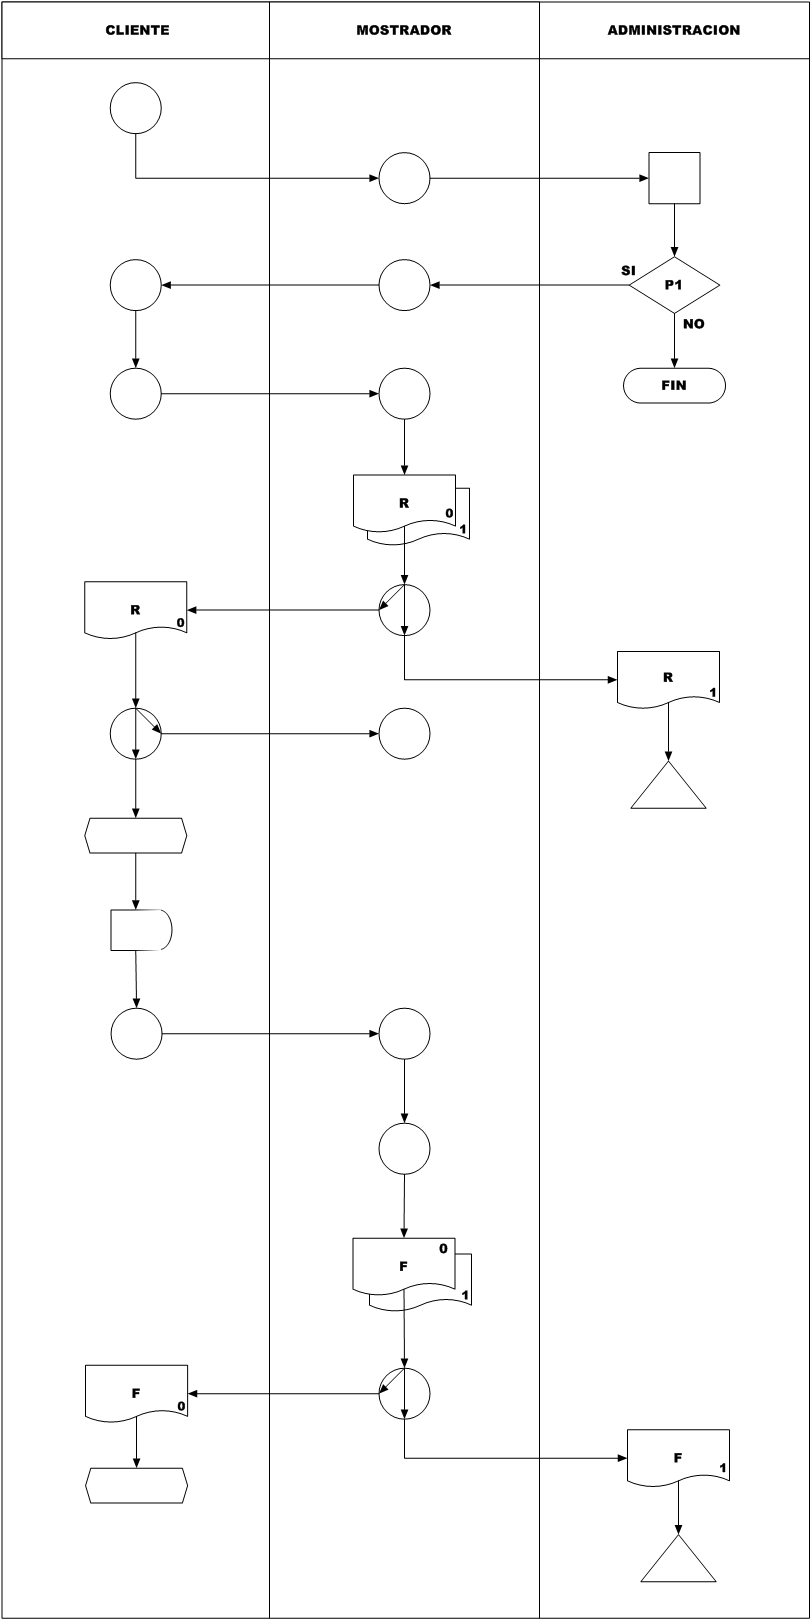 CLIENTE MOSTRADOR ADMINISTRACION
SI
P1
NO
FIN
R
0
1
R
0
R
1
0
F
1
F
0
F
1